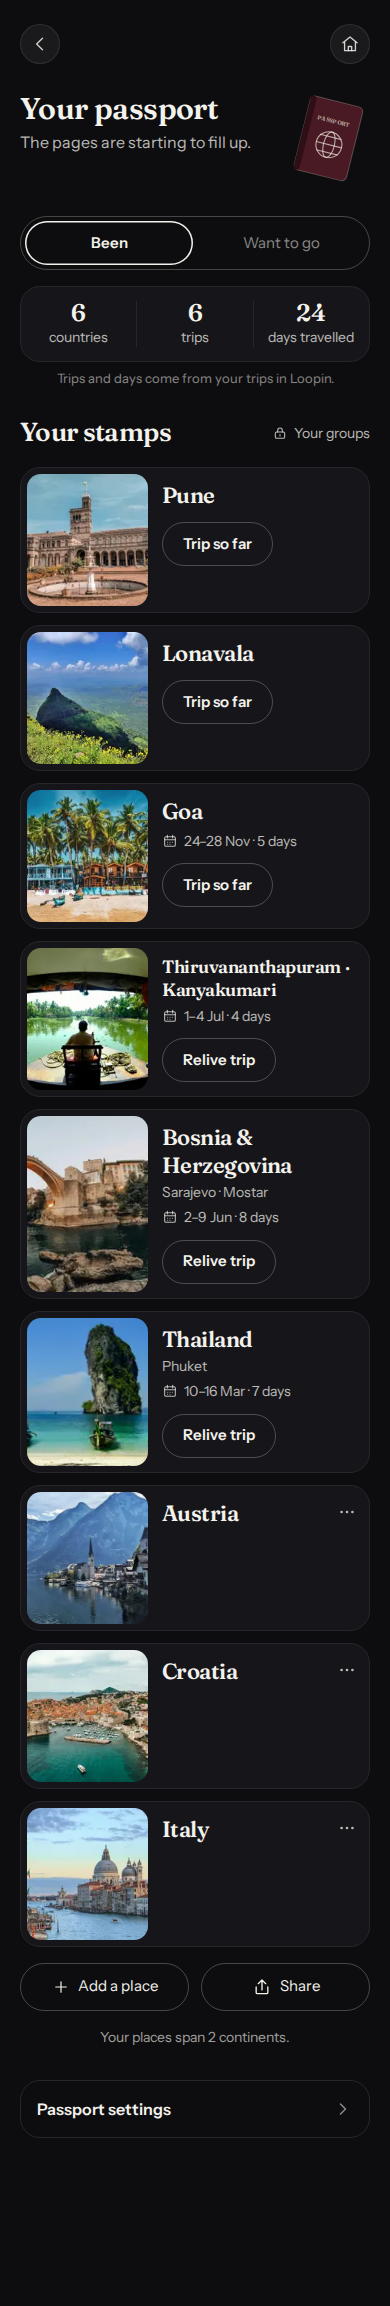 Your passport
The pages are starting to fill up.
PASSPORT
Been
Want to go
6
countries
6
trips
24
days travelled
Trips and days come from your trips in Loopin.
Your stamps
Your groups
Pune
Trip so far
Lonavala
Trip so far
Goa
24–28 Nov · 5 days
Trip so far
Thiruvananthapuram ·
Kanyakumari
1–4 Jul · 4 days
Relive trip
Bosnia &
Herzegovina
Sarajevo · Mostar
2–9 Jun · 8 days
Relive trip
Thailand
Phuket
10–16 Mar · 7 days
Relive trip
Austria
Croatia
Italy
Add a place
Share
Your places span 2 continents.
Passport settings